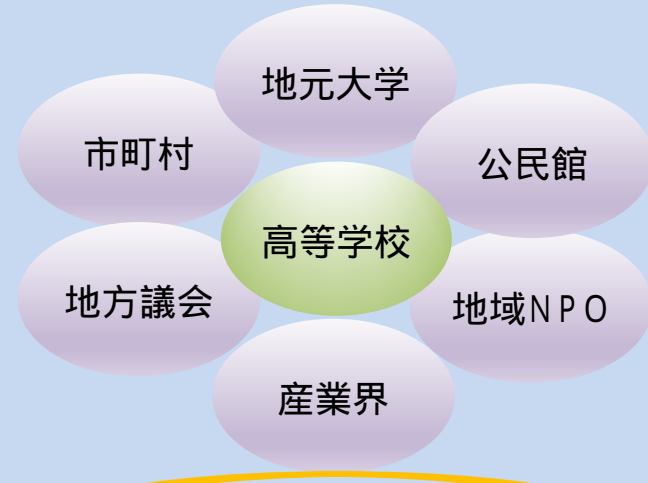 地元大学
市町村
公民館
高等学校
地方議会
地域NPO
産業界